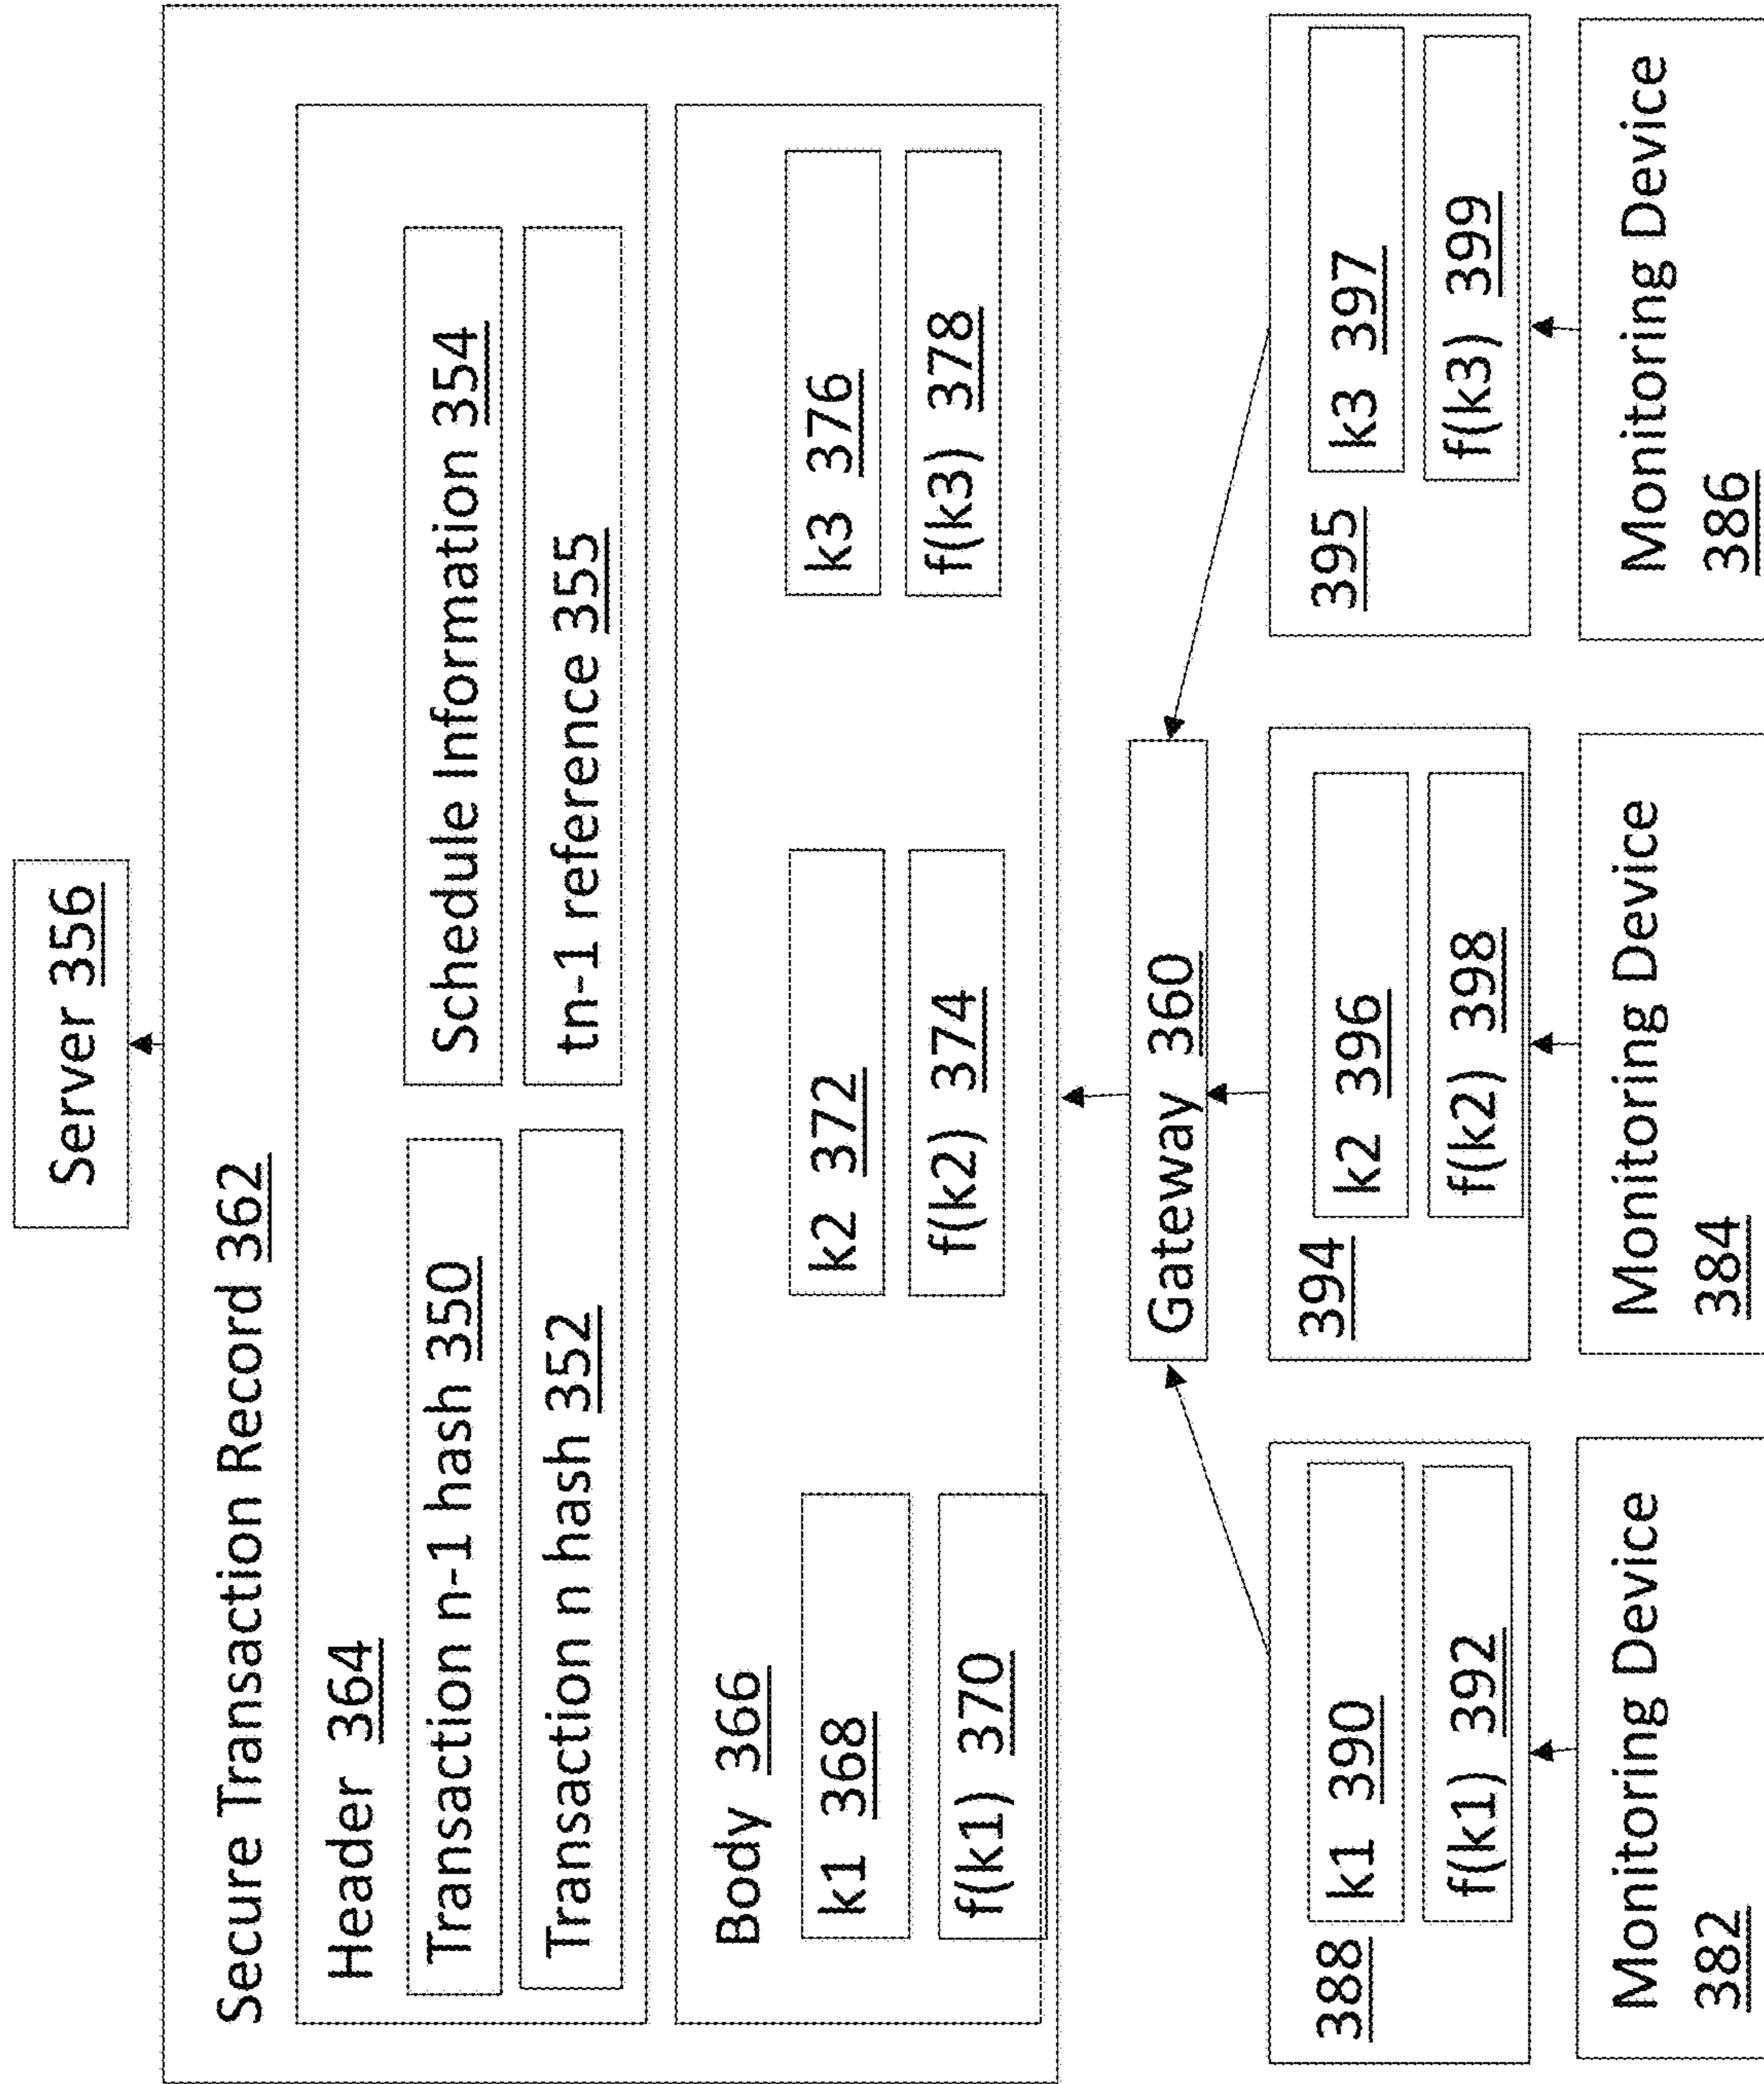 Server 356
Secure Transaction Record 362
Header 364
Transaction n-1 hash 350
Schedule Information 354
Transaction n hash 352
tn-1 reference 355
Body 366
k1 368
k2 372
k3 376
f(k1) 370
f(k2) 374
f(k3) 378
Gateway 360
388
k1 390
f(k1) 392
394
k2 396
f(k2) 398
395
k3 397
f(k3) 399
Monitoring Device
382
Monitoring Device
384
Monitoring Device
386